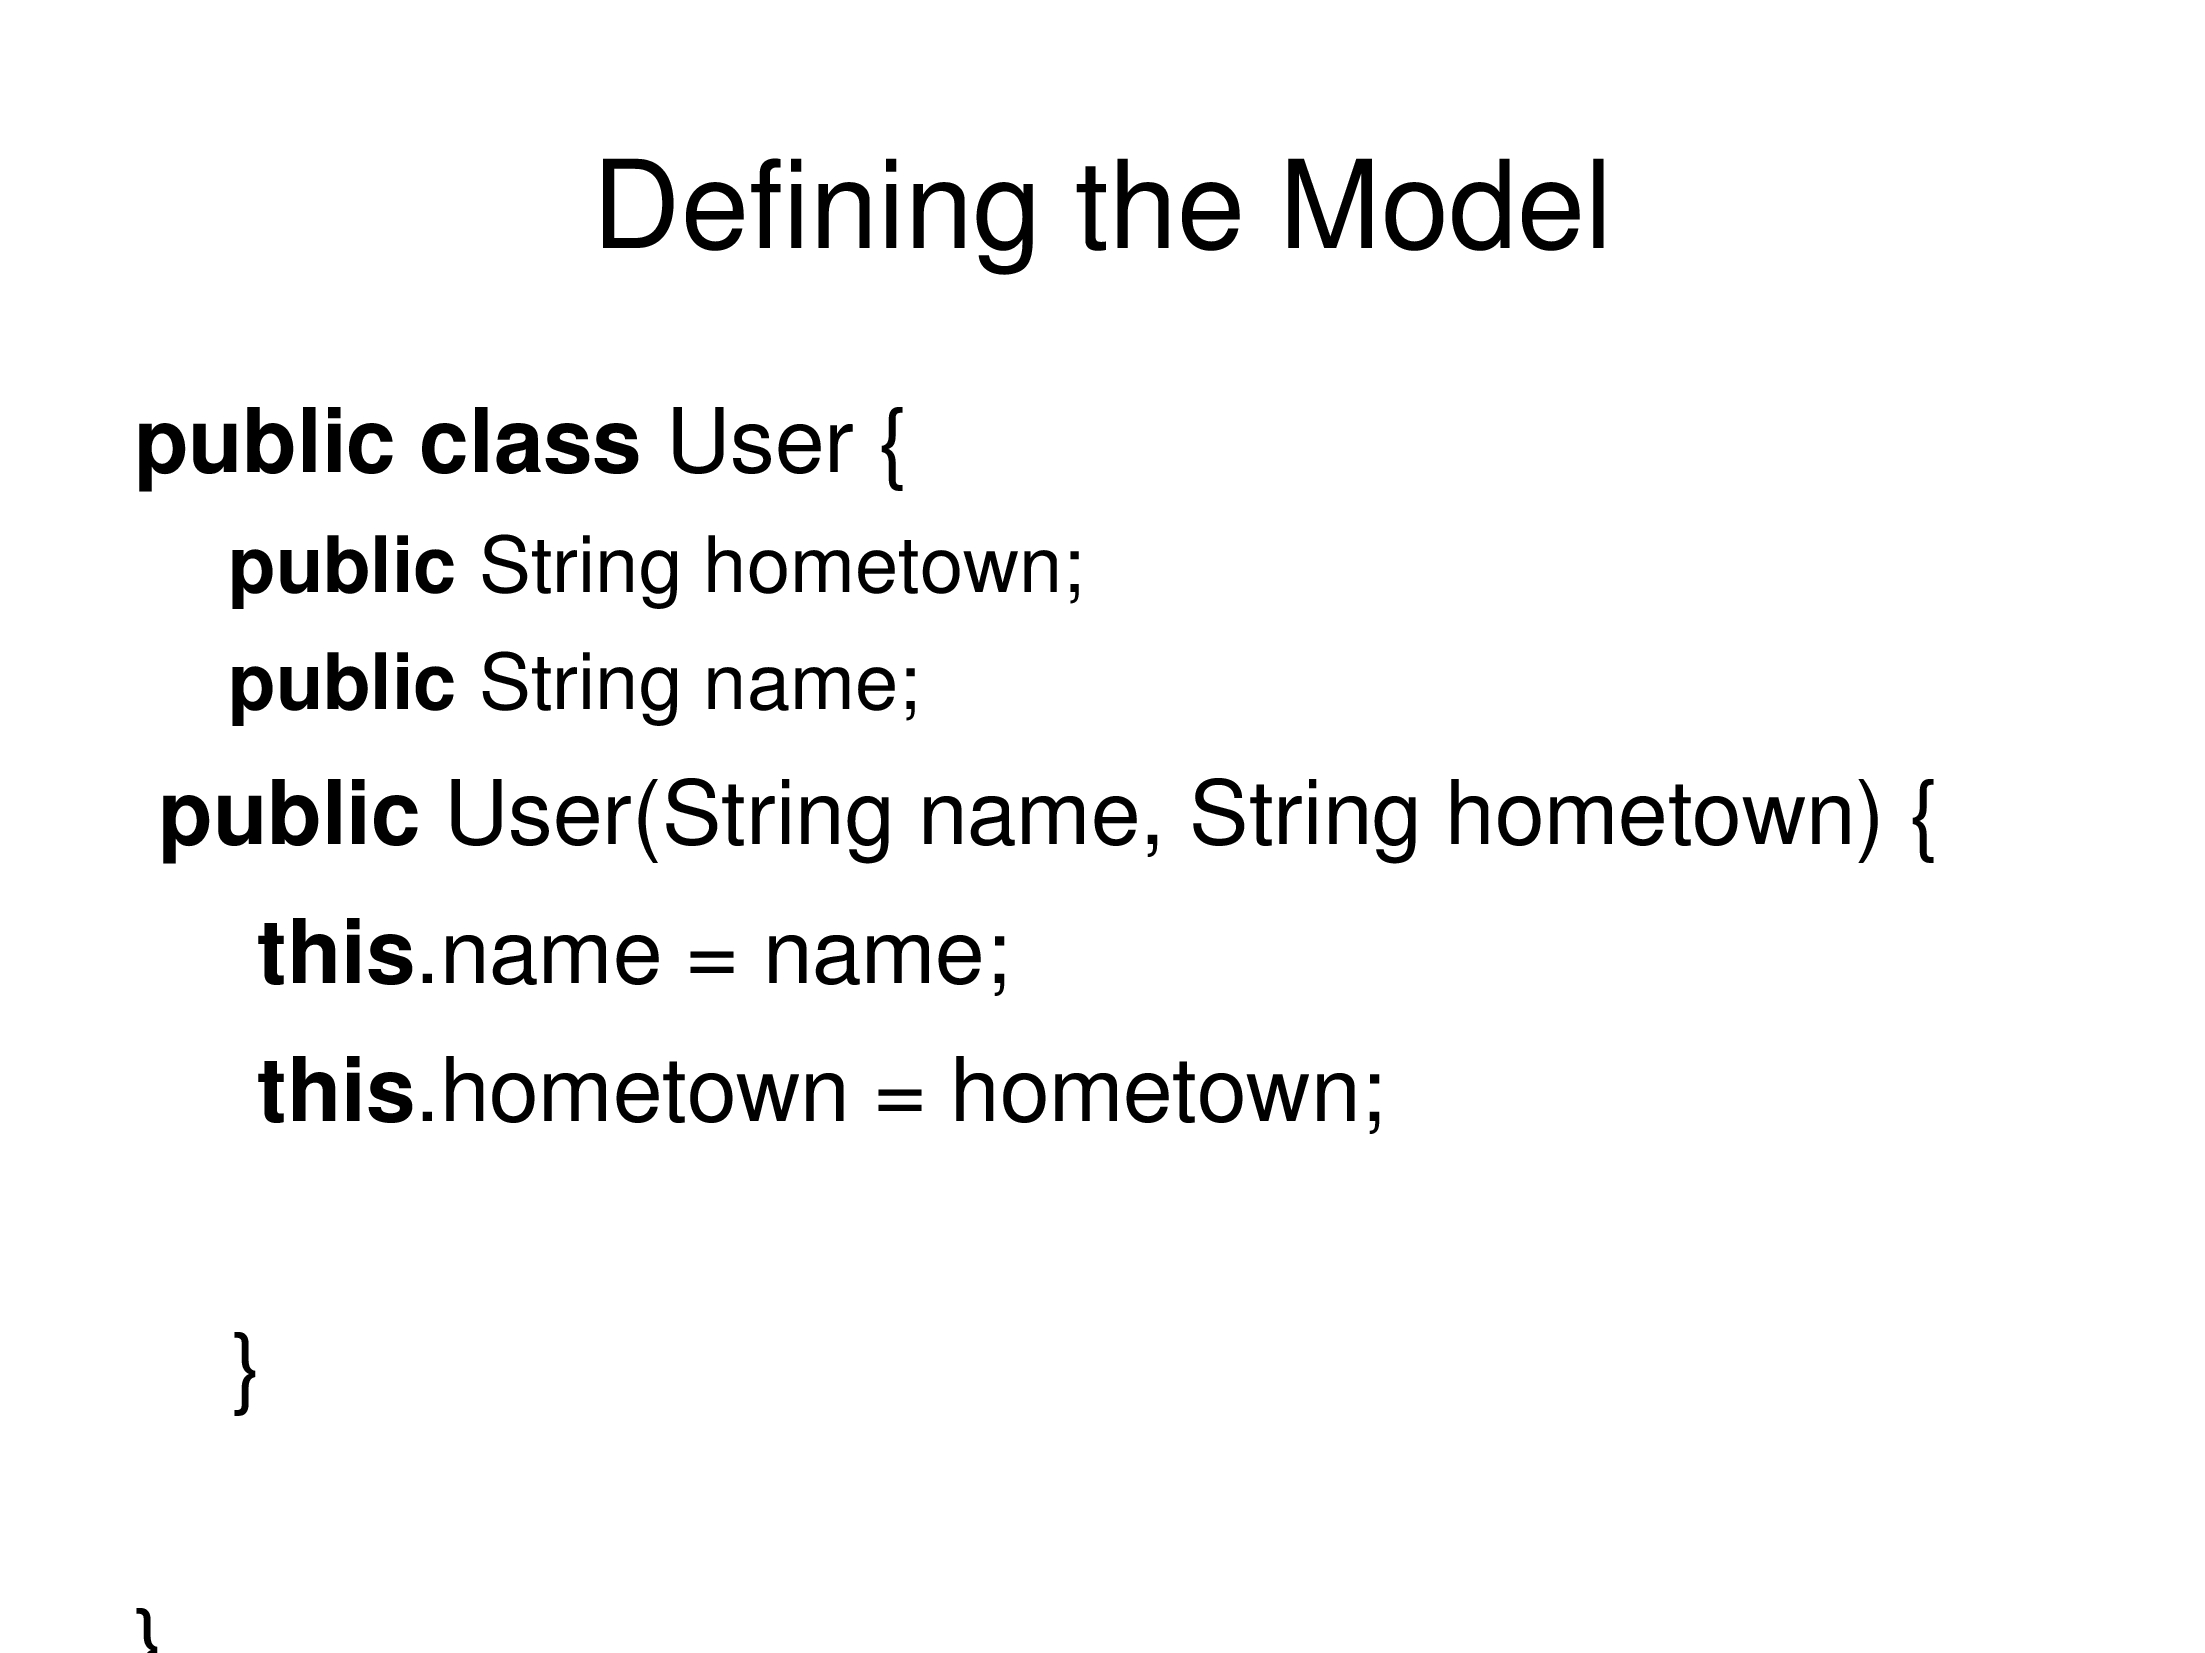 Defining the Model
public class User {
public String hometown;
public String name;
public User(String name, String hometown) {
this.name = name;
this.hometown = hometown;
}
}